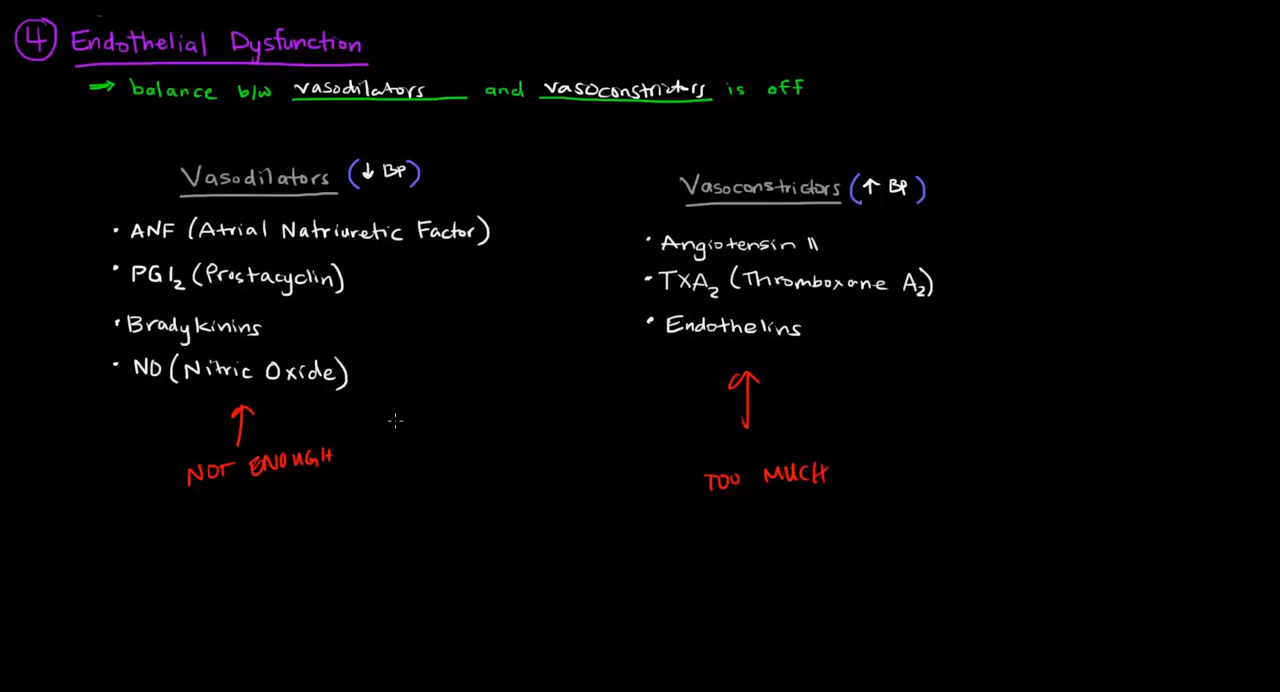 4 Endothelial Dysfunction
⇒ balance b/w vasodilators and vasoconstrictors is off
Vasodilators (↓ BP)
• ANF (Atrial Natriuretic Factor)
• PGI₂ (Prostacyclin)
• Bradykinins
• NO (Nitric Oxide)
NOT ENOUGH
Vasoconstrictors (↑ BP)
• Angiotensin II
• TXA₂ (Thromboxane A₂)
• Endothelins
TOO MUCH